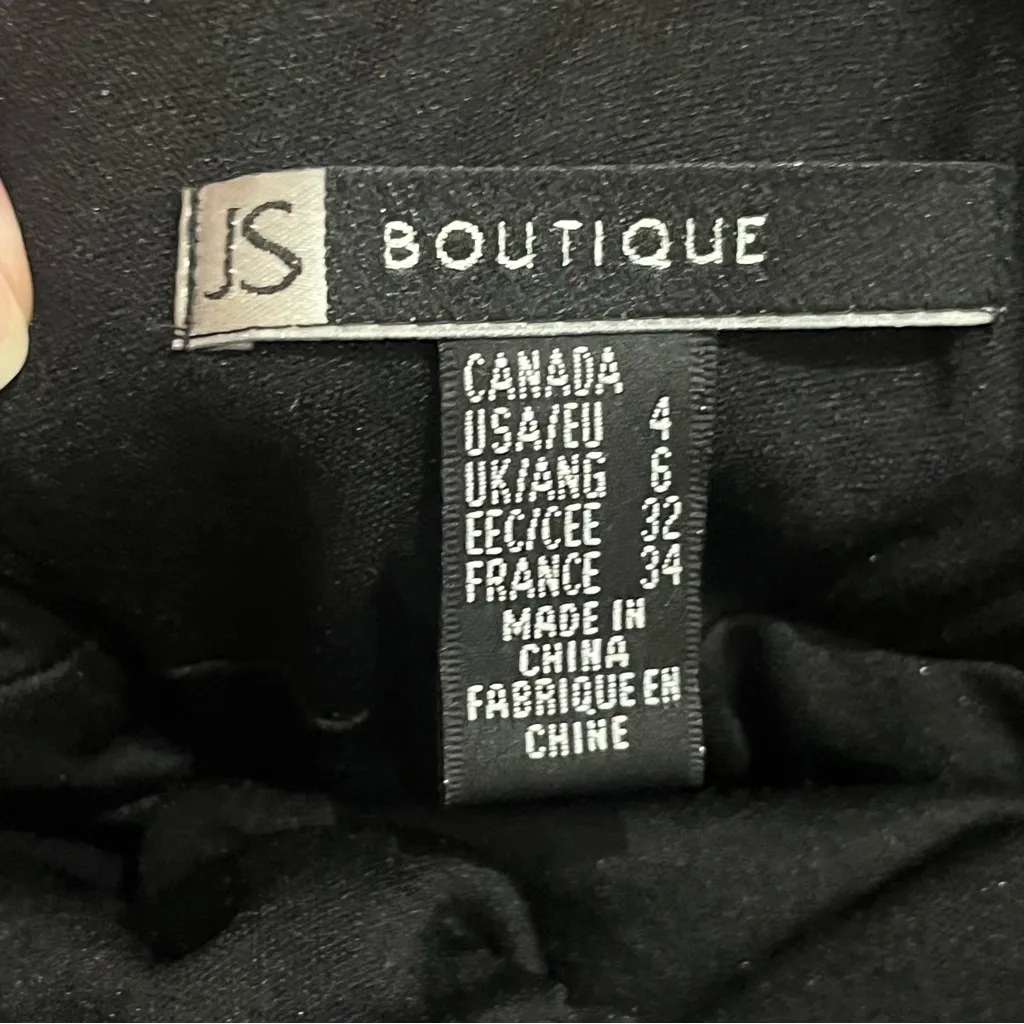 JS BOUTIQUE
CANADA
USA/EU 4
UK/ANG 6
EEC/CEE 32
FRANCE 34
MADE IN
CHINA
FABRIQUE EN
CHINE